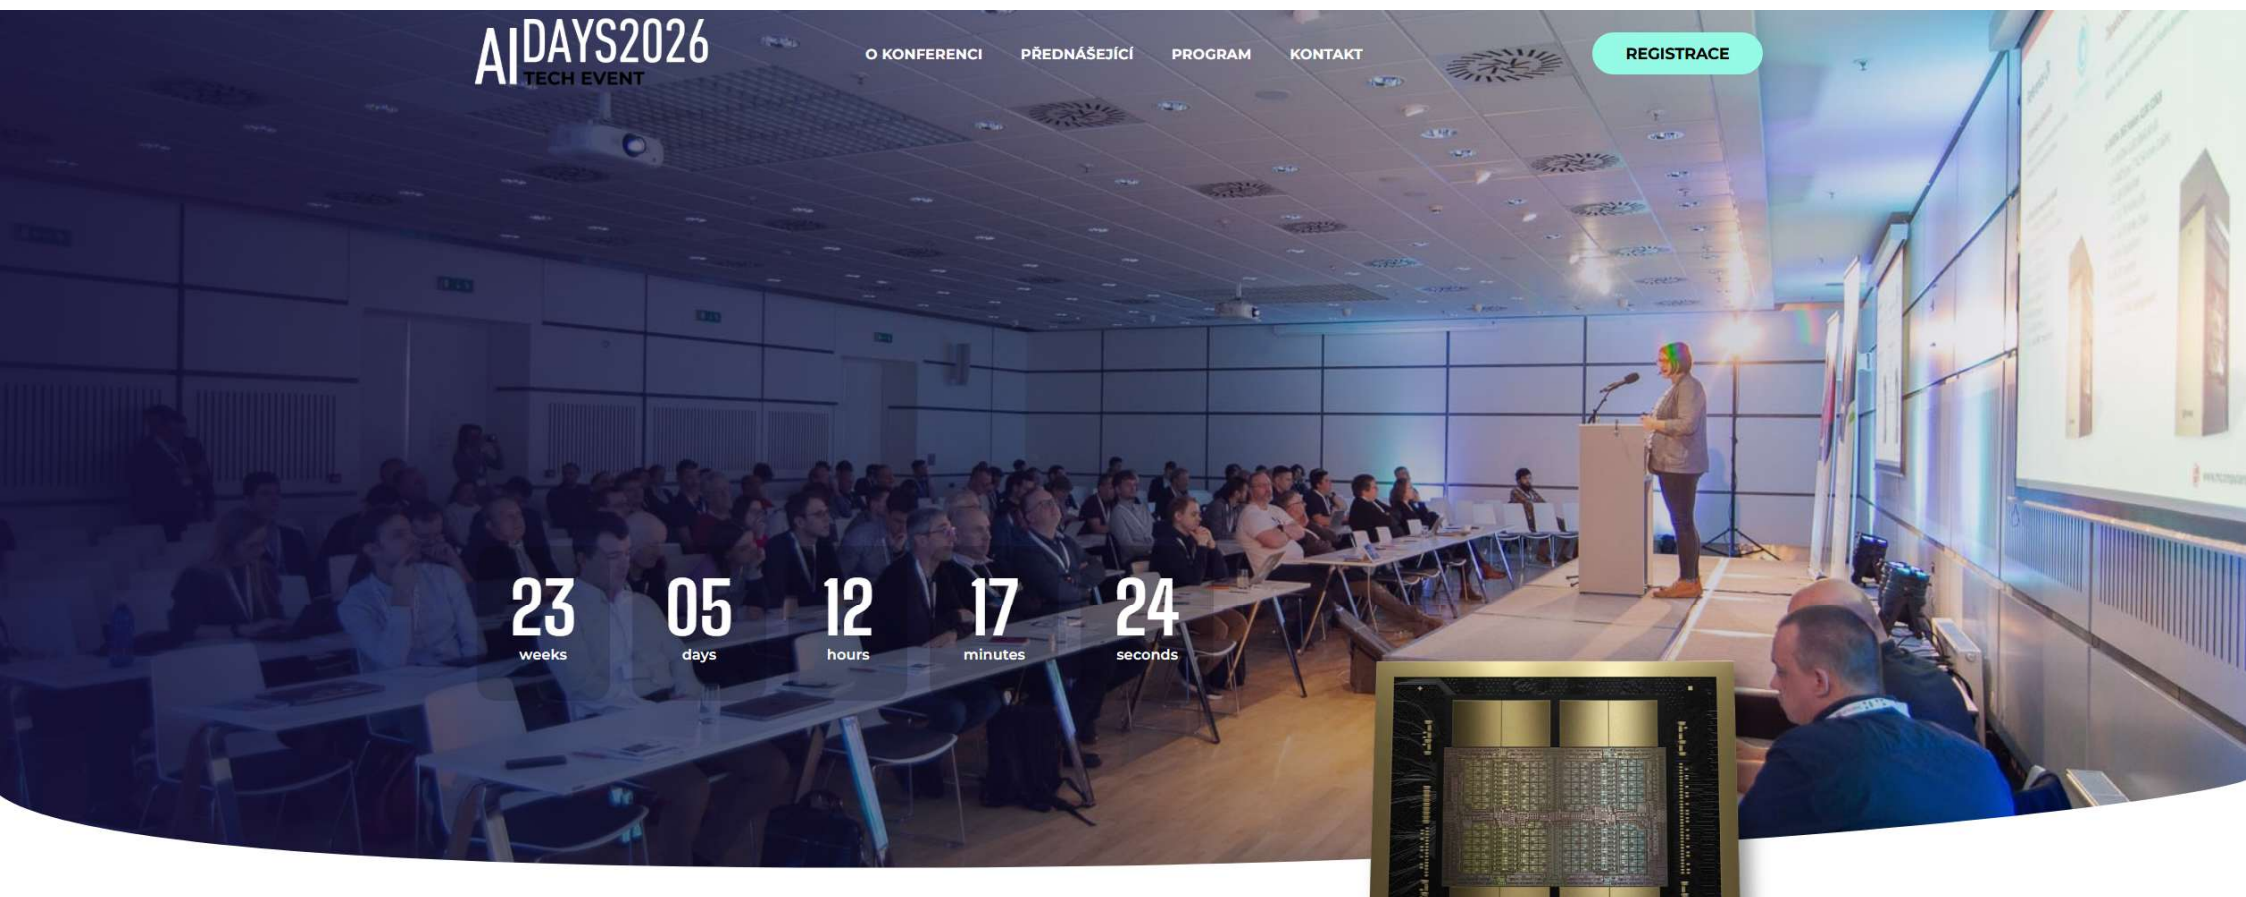 AI DAYS2026
TECH EVENT
O KONFERENCI PŘEDNÁŠEJÍCÍ PROGRAM KONTAKT
REGISTRACE
23 05 12 17 24
weeks days hours minutes seconds